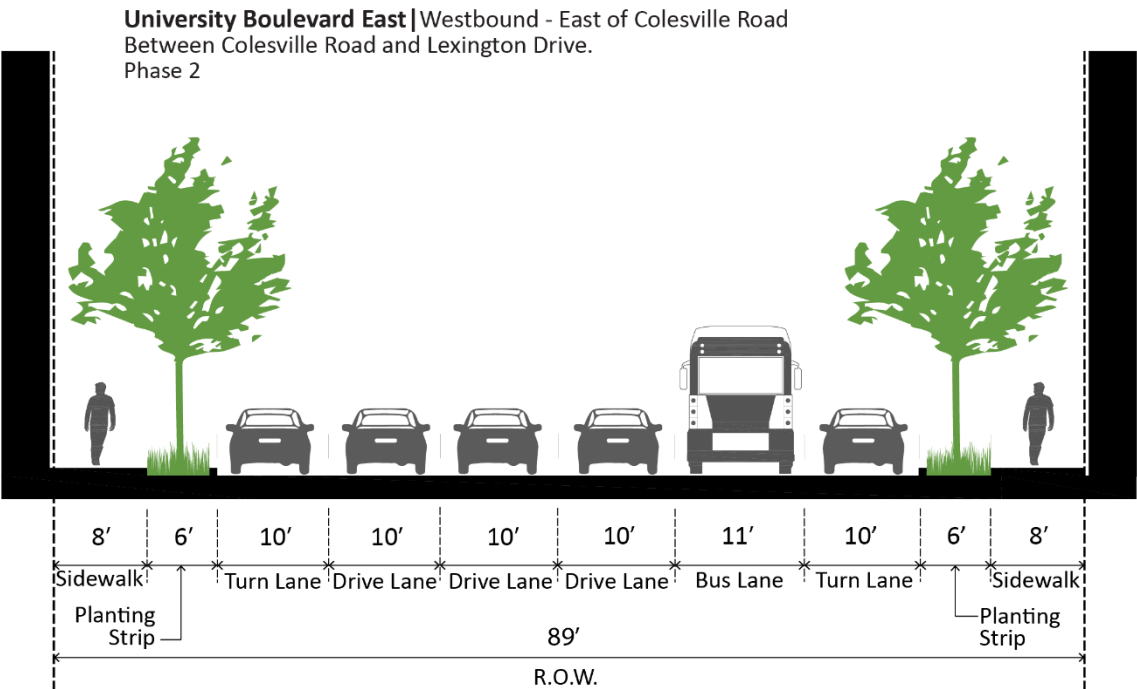 University Boulevard East|Westbound - East of Colesville Road
Between Colesville Road and Lexington Drive.
Phase 2
8’ 6’ 10’ 10’ 10’ 10’ 11’ 10’ 6’ 8’
Sidewalk Turn Lane Drive Lane Drive Lane Drive Lane Bus Lane Turn Lane Sidewalk
Planting
Strip
Planting
Strip
89’
R.O.W.